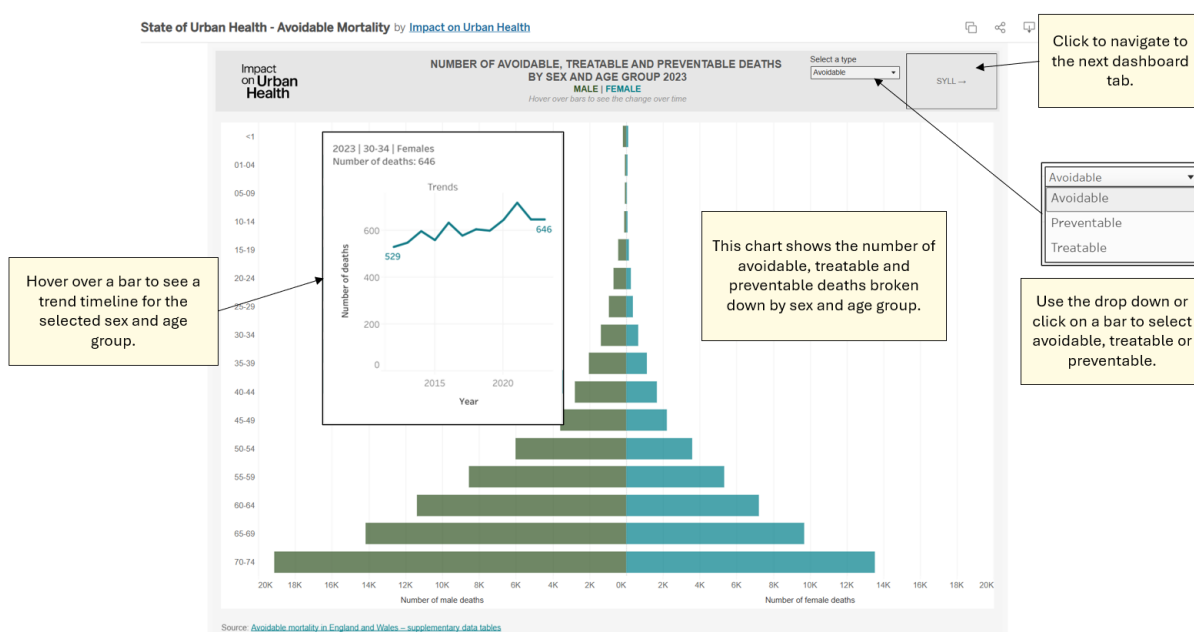 State of Urban Health - Avoidable Mortality by Impact on Urban Health
Impact
on Urban
Health
NUMBER OF AVOIDABLE, TREATABLE AND PREVENTABLE DEATHS
BY SEX AND AGE GROUP 2023
MALE | FEMALE
Hover over bars to see the change over time
Select a type
Avoidable
SYLL →
Click to navigate to
the next dashboard
tab.
Avoidable
Avoidable
Preventable
Treatable
Use the drop down or
click on a bar to select
avoidable, treatable or
preventable.
This chart shows the number of
avoidable, treatable and
preventable deaths broken
down by sex and age group.
Hover over a bar to see a
trend timeline for the
selected sex and age
group.
2023 | 30-34 | Females
Number of deaths: 646
Trends
Number of deaths
600
400
200
0
529
646
2015 2020
Year
<1
01-04
05-09
10-14
15-19
20-24
25-29
30-34
35-39
40-44
45-49
50-54
55-59
60-64
65-69
70-74
20K 18K 16K 14K 12K 10K 8K 6K 4K 2K 0K 2K 4K 6K 8K 10K 12K 14K 16K 18K 20K
Number of male deaths Number of female deaths
Source: Avoidable mortality in England and Wales – supplementary data tables